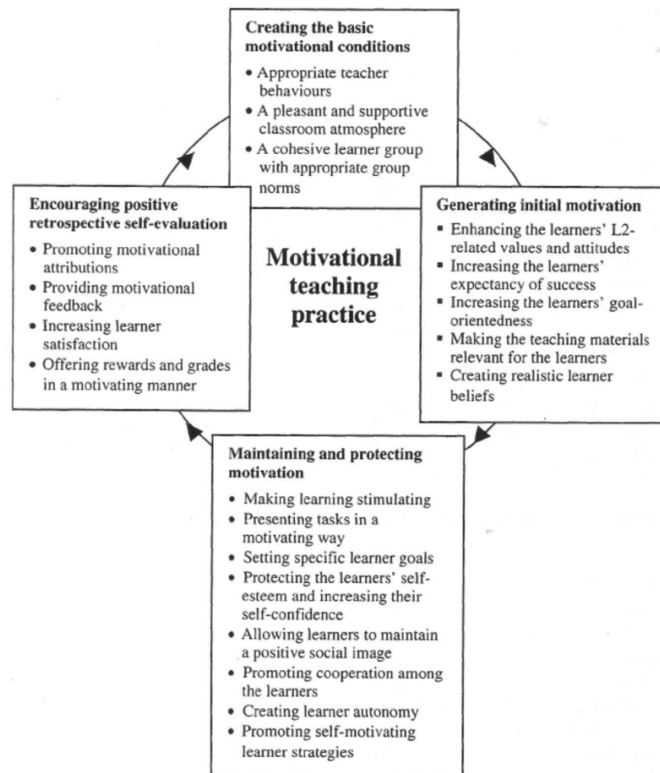 Creating the basic
motivational conditions
• Appropriate teacher
behaviours
• A pleasant and supportive
classroom atmosphere
• A cohesive learner group
with appropriate group
norms
Generating initial motivation
▪ Enhancing the learners' L2-
related values and attitudes
▪ Increasing the learners'
expectancy of success
▪ Increasing the learners' goal-
orientedness
▪ Making the teaching materials
relevant for the learners
▪ Creating realistic learner
beliefs
Maintaining and protecting
motivation
• Making learning stimulating
• Presenting tasks in a
motivating way
• Setting specific learner goals
• Protecting the learners' self-
esteem and increasing their
self-confidence
• Allowing learners to maintain
a positive social image
• Promoting cooperation among
the learners
• Creating learner autonomy
• Promoting self-motivating
learner strategies
Encouraging positive
retrospective self-evaluation
• Promoting motivational
attributions
• Providing motivational
feedback
• Increasing learner
satisfaction
• Offering rewards and grades
in a motivating manner
Motivational
teaching
practice